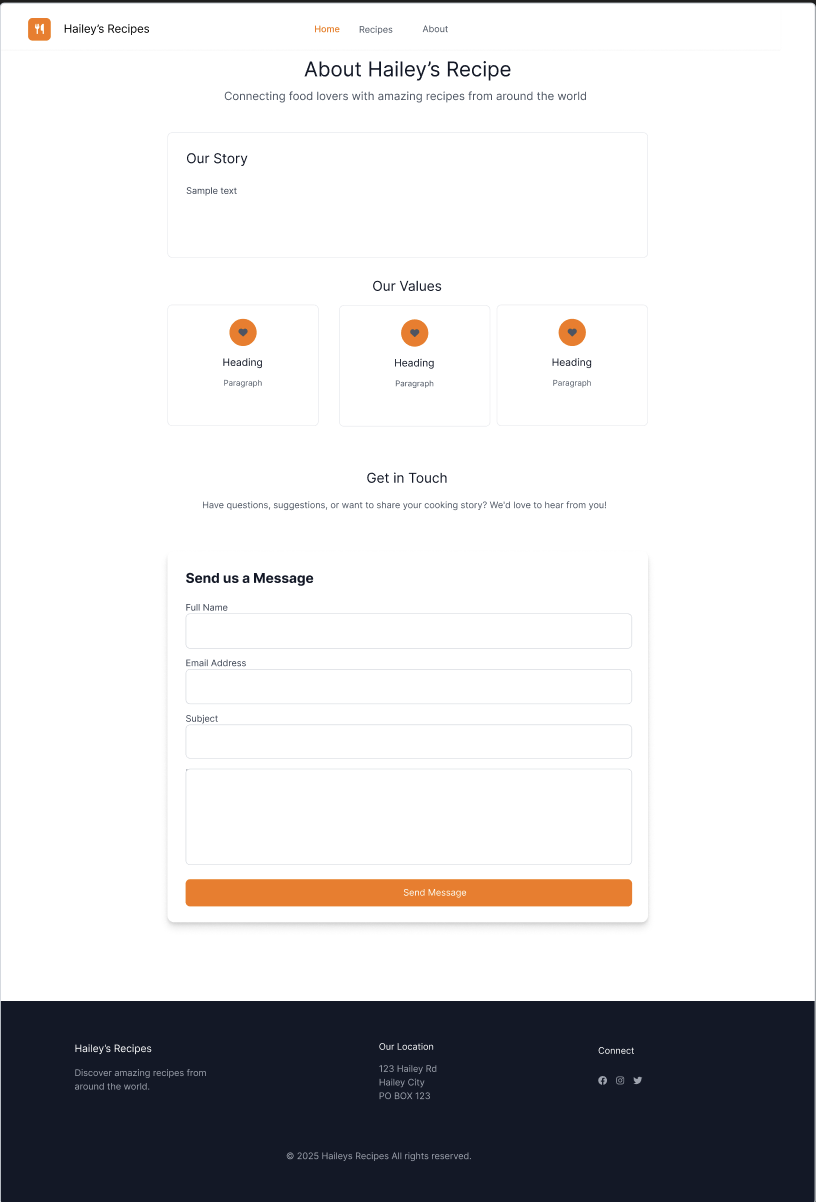 Hailey’s Recipes
Home
Recipes
About
About Hailey’s Recipe
Connecting food lovers with amazing recipes from around the world
Our Story
Sample text
Our Values
Heading
Paragraph
Heading
Paragraph
Heading
Paragraph
Get in Touch
Have questions, suggestions, or want to share your cooking story? We'd love to hear from you!
Send us a Message
Full Name
Email Address
Subject
Send Message
Hailey’s Recipes
Discover amazing recipes from
around the world.
Our Location
123 Hailey Rd
Hailey City
PO BOX 123
Connect
© 2025 Haileys Recipes All rights reserved.